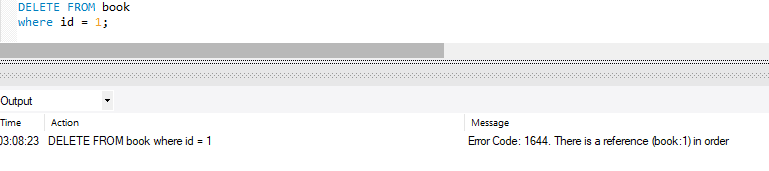 DELETE FROM book
where id = 1;
Output
Time Action Message
03:08:23 DELETE FROM book where id = 1 Error Code: 1644. There is a reference (book:1) in order